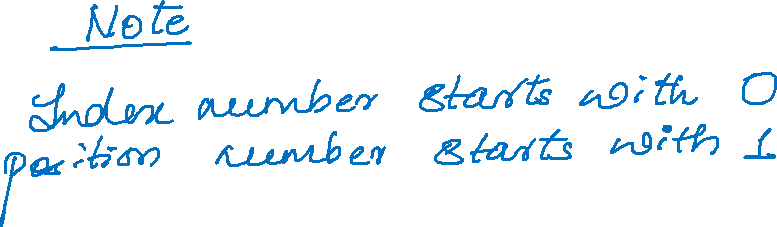 Note
Index number starts with 0
position number starts with 1